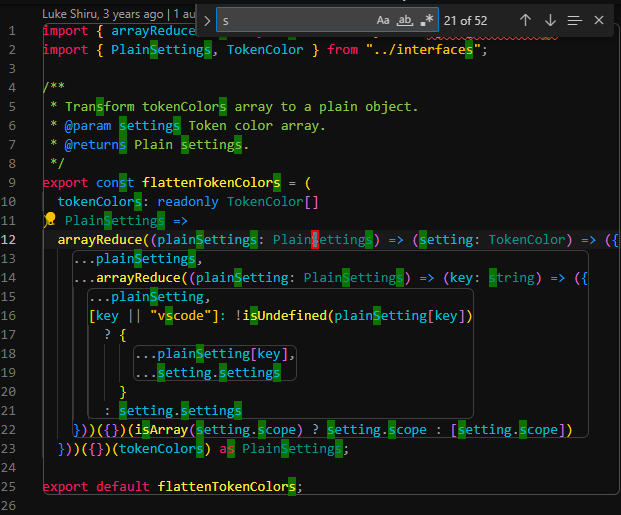 Luke Shiru, 3 years ago | 1 au
s
Aa ab .* 21 of 52
1 import { arrayReduce
2 import { PlainSettings, TokenColor } from "../interfaces";
3
4 /**
5 * Transform tokenColors array to a plain object.
6 * @param settings Token color array.
7 * @returns Plain settings.
8 */
9 export const flattenTokenColors = (
10 tokenColors: readonly TokenColor[]
11 ): PlainSettings =>
12 arrayReduce((plainSettings: PlainSettings) => (setting: TokenColor) => ({
13 ...plainSettings,
14 ...arrayReduce((plainSetting: PlainSettings) => (key: string) => ({
15 ...plainSetting,
16 [key || "vscode"]: !isUndefined(plainSetting[key])
17 ? {
18 ...plainSetting[key],
19 ...setting.settings
20 }
21 : setting.settings
22 }))({})(isArray(setting.scope) ? setting.scope : [setting.scope])
23 }))({})(tokenColors) as PlainSettings;
24
25 export default flattenTokenColors;
26